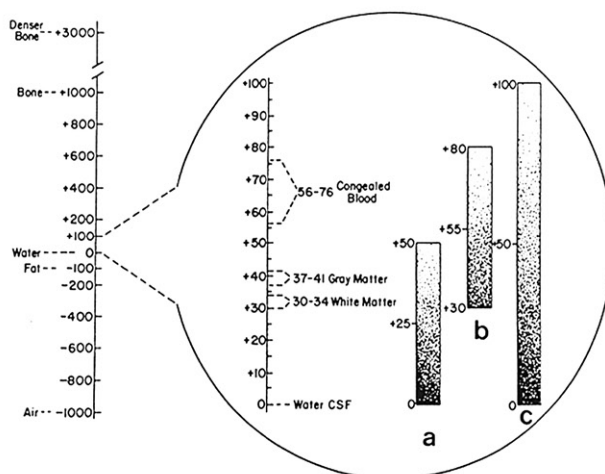 Denser
Bone
+3000
Bone
+1000
+800
+600
+400
+200
+100
Water
0
Fat
-100
-200
-400
-600
-800
Air
-1000
+100
+90
+80
+70
+60
+50
+40
+30
+20
+10
0
56-76 Congealed
Blood
37-41 Gray Matter
30-34 White Matter
Water CSF
+50
+25
0
a
+80
+55
+30
b
+100
+50
0
c